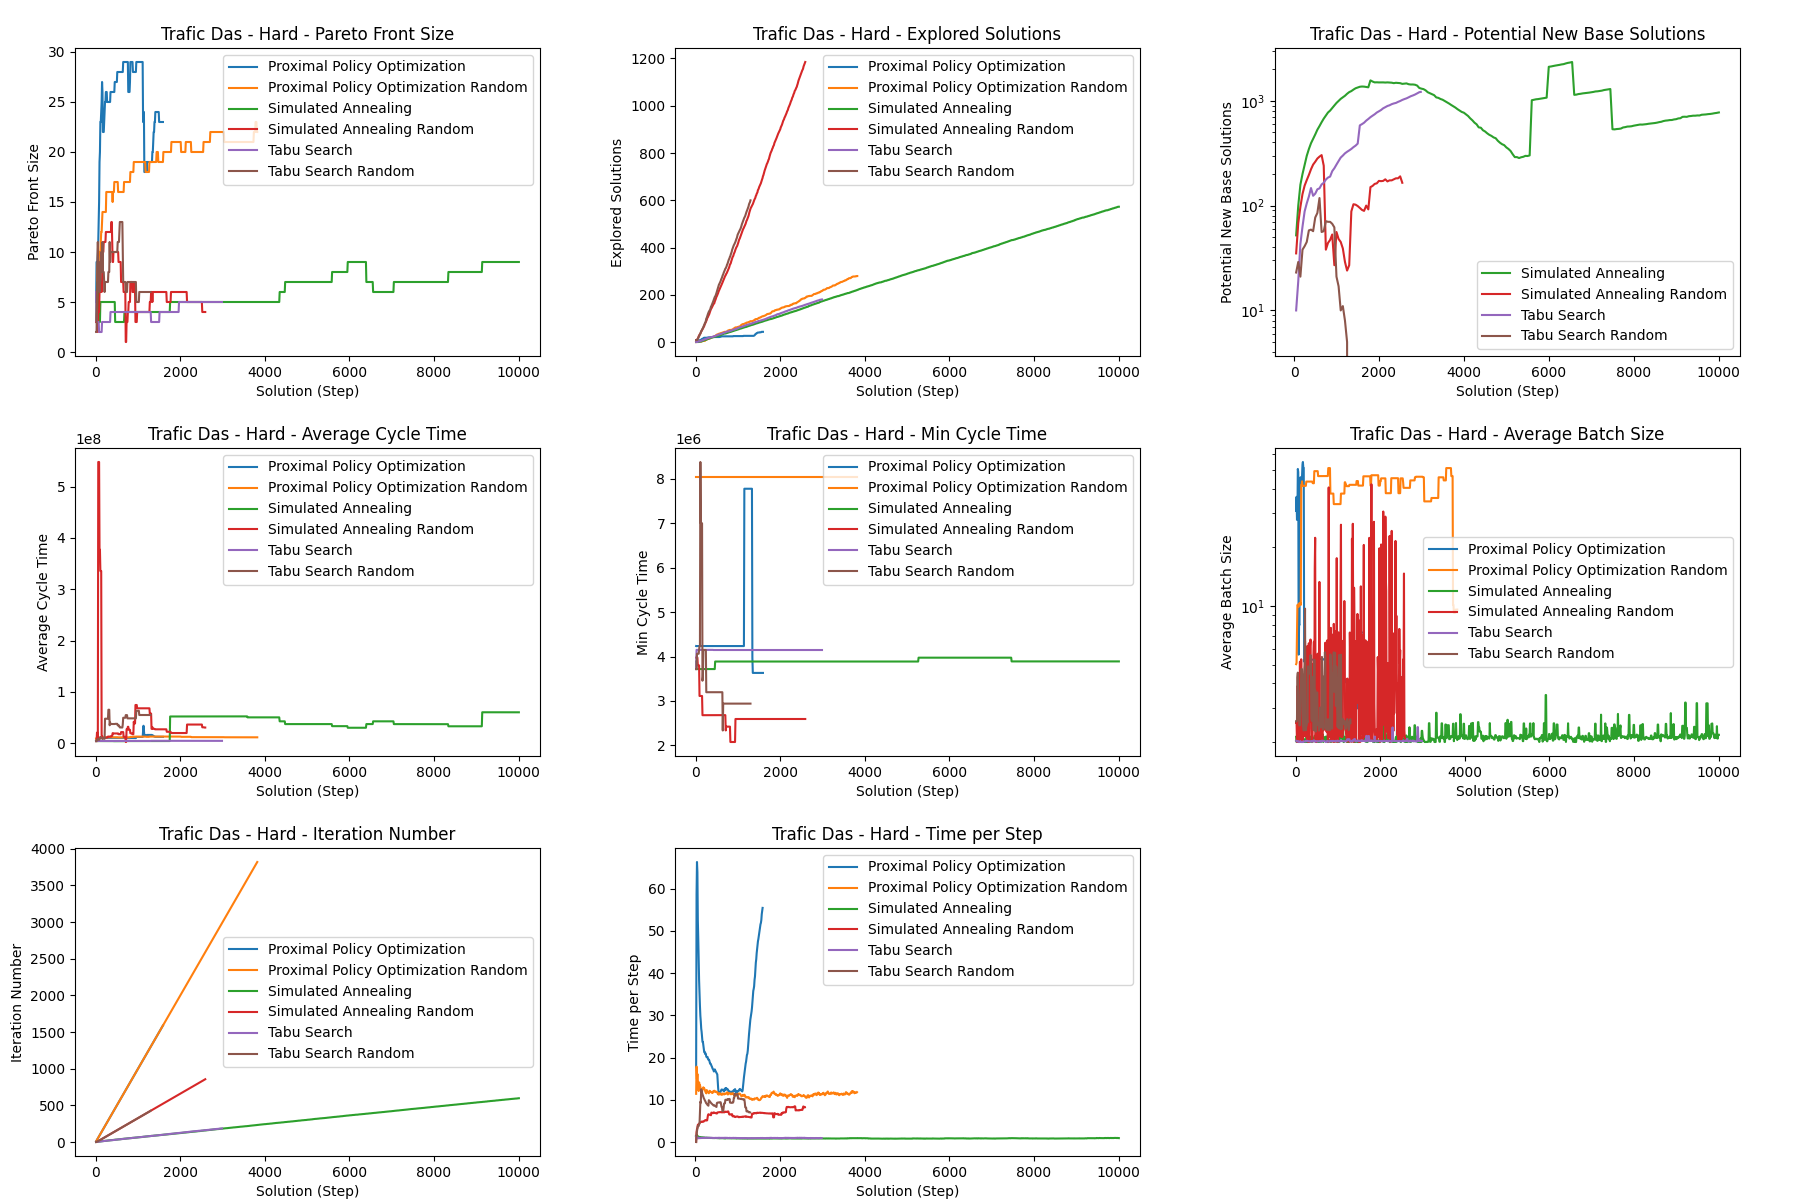 Trafic Das - Hard - Pareto Front Size
Pareto Front Size
30
25
20
15
10
5
0
0 2000 4000 6000 8000 10000
Solution (Step)
Proximal Policy Optimization
Proximal Policy Optimization Random
Simulated Annealing
Simulated Annealing Random
Tabu Search
Tabu Search Random
Trafic Das - Hard - Explored Solutions
Explored Solutions
1200
1000
800
600
400
200
0
0 2000 4000 6000 8000 10000
Solution (Step)
Proximal Policy Optimization
Proximal Policy Optimization Random
Simulated Annealing
Simulated Annealing Random
Tabu Search
Tabu Search Random
Trafic Das - Hard - Potential New Base Solutions
Potential New Base Solutions
10³
10²
10¹
0 2000 4000 6000 8000 10000
Solution (Step)
Simulated Annealing
Simulated Annealing Random
Tabu Search
Tabu Search Random
Trafic Das - Hard - Average Cycle Time
1e8
Average Cycle Time
5
4
3
2
1
0
0 2000 4000 6000 8000 10000
Solution (Step)
Proximal Policy Optimization
Proximal Policy Optimization Random
Simulated Annealing
Simulated Annealing Random
Tabu Search
Tabu Search Random
Trafic Das - Hard - Min Cycle Time
1e6
Min Cycle Time
8
7
6
5
4
3
2
0 2000 4000 6000 8000 10000
Solution (Step)
Proximal Policy Optimization
Proximal Policy Optimization Random
Simulated Annealing
Simulated Annealing Random
Tabu Search
Tabu Search Random
Trafic Das - Hard - Average Batch Size
Average Batch Size
10¹
0 2000 4000 6000 8000 10000
Solution (Step)
Proximal Policy Optimization
Proximal Policy Optimization Random
Simulated Annealing
Simulated Annealing Random
Tabu Search
Tabu Search Random
Trafic Das - Hard - Iteration Number
Iteration Number
4000
3500
3000
2500
2000
1500
1000
500
0
0 2000 4000 6000 8000 10000
Solution (Step)
Proximal Policy Optimization
Proximal Policy Optimization Random
Simulated Annealing
Simulated Annealing Random
Tabu Search
Tabu Search Random
Trafic Das - Hard - Time per Step
Time per Step
60
50
40
30
20
10
0
0 2000 4000 6000 8000 10000
Solution (Step)
Proximal Policy Optimization
Proximal Policy Optimization Random
Simulated Annealing
Simulated Annealing Random
Tabu Search
Tabu Search Random